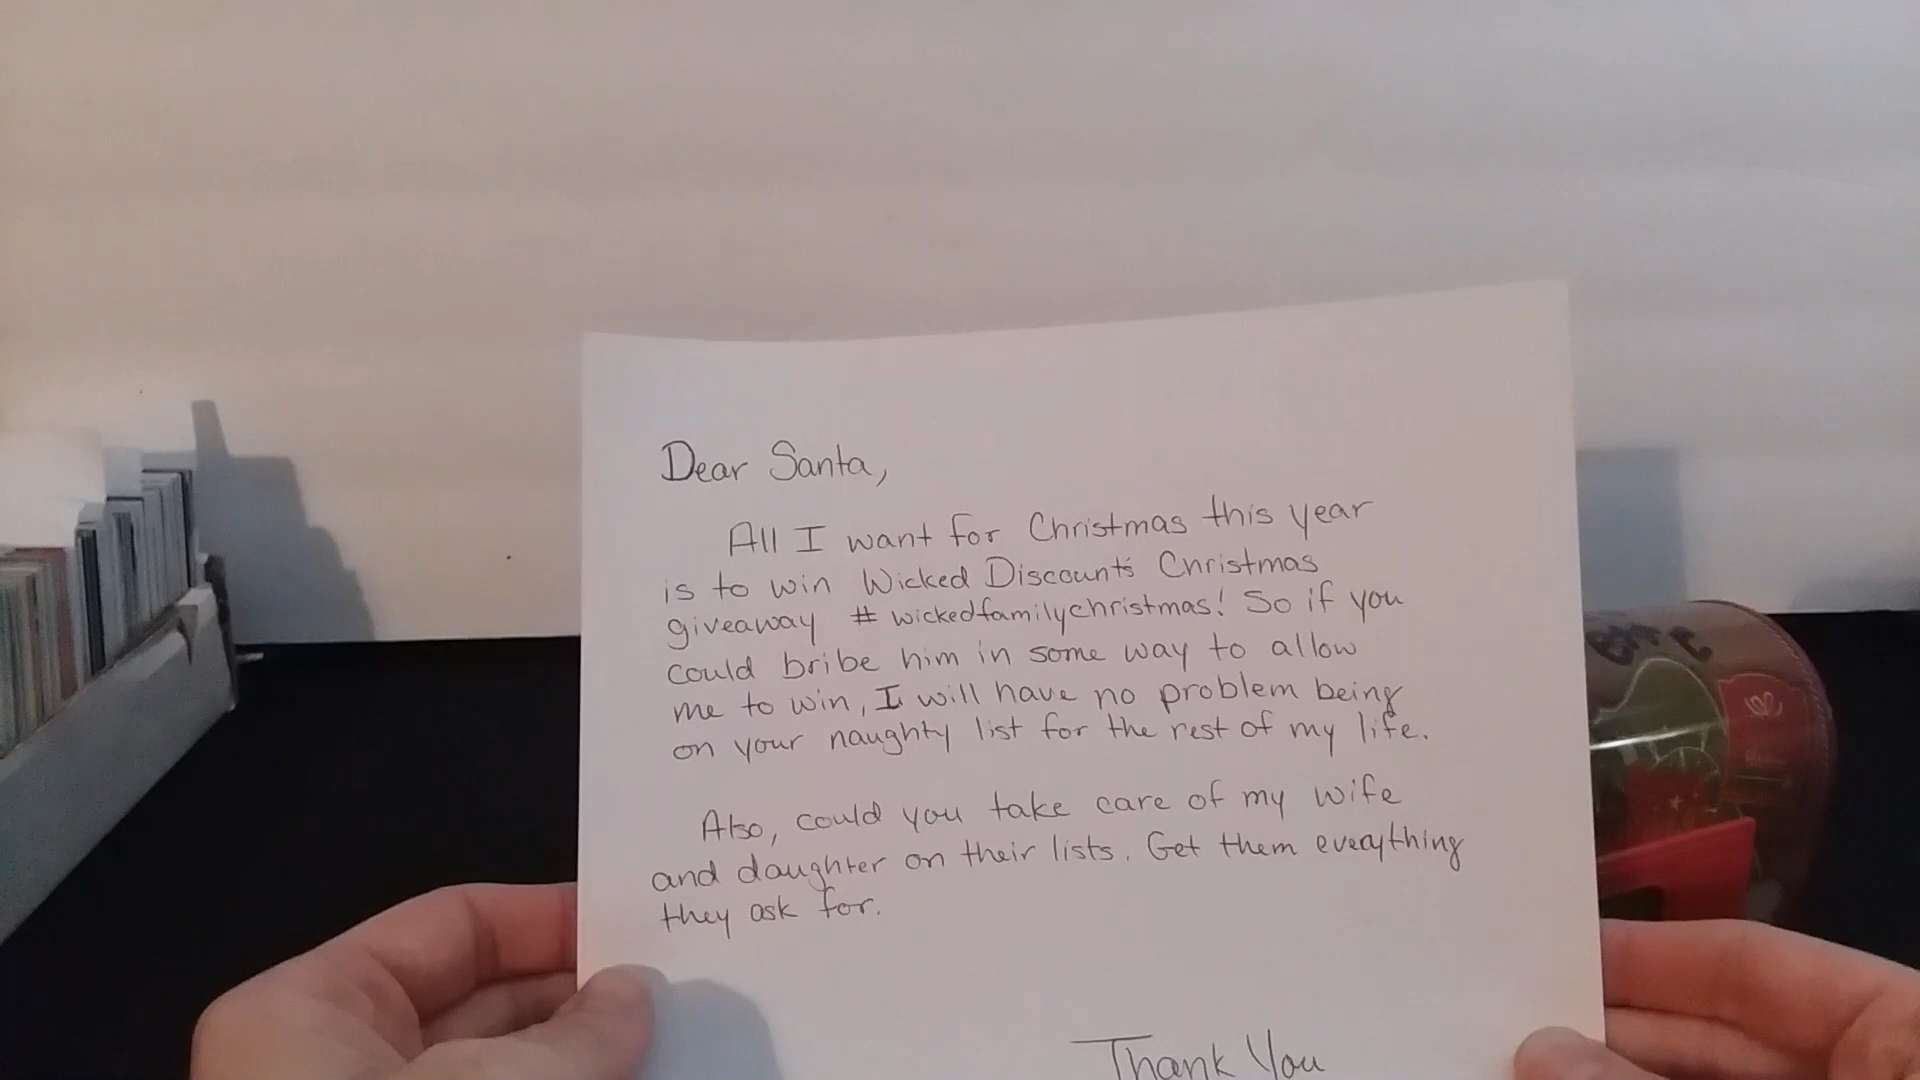 Dear Santa,
All I want for Christmas this year
is to win Wicked Discounts Christmas
giveaway #wickedfamilychristmas! So if you
could bribe him in some way to allow
me to win, I will have no problem being
on your naughty list for the rest of my life.
Also, could you take care of my wife
and daughter on their lists. Get them everything
they ask for.
Thank You